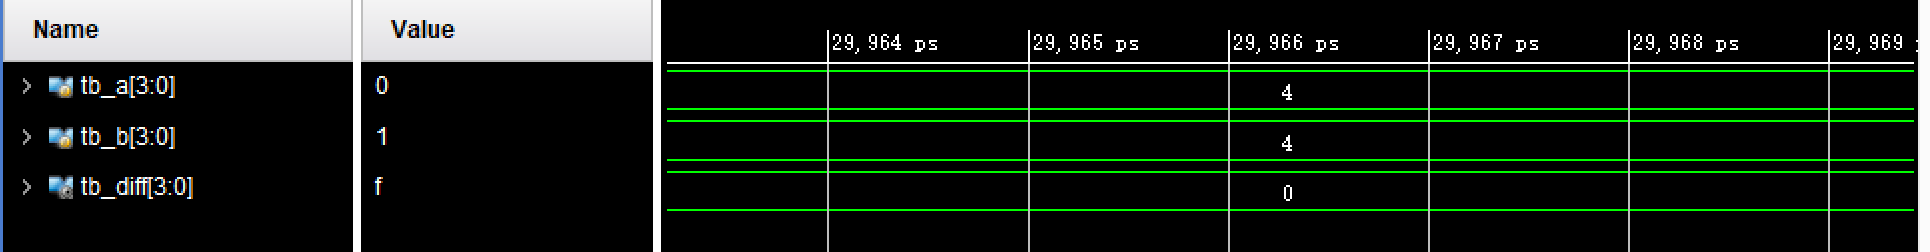 Name Value
29,964 ps 29,965 ps 29,966 ps 29,967 ps 29,968 ps 29,969
tb_a[3:0] 0 4
tb_b[3:0] 1 4
tb_diff[3:0] f 0